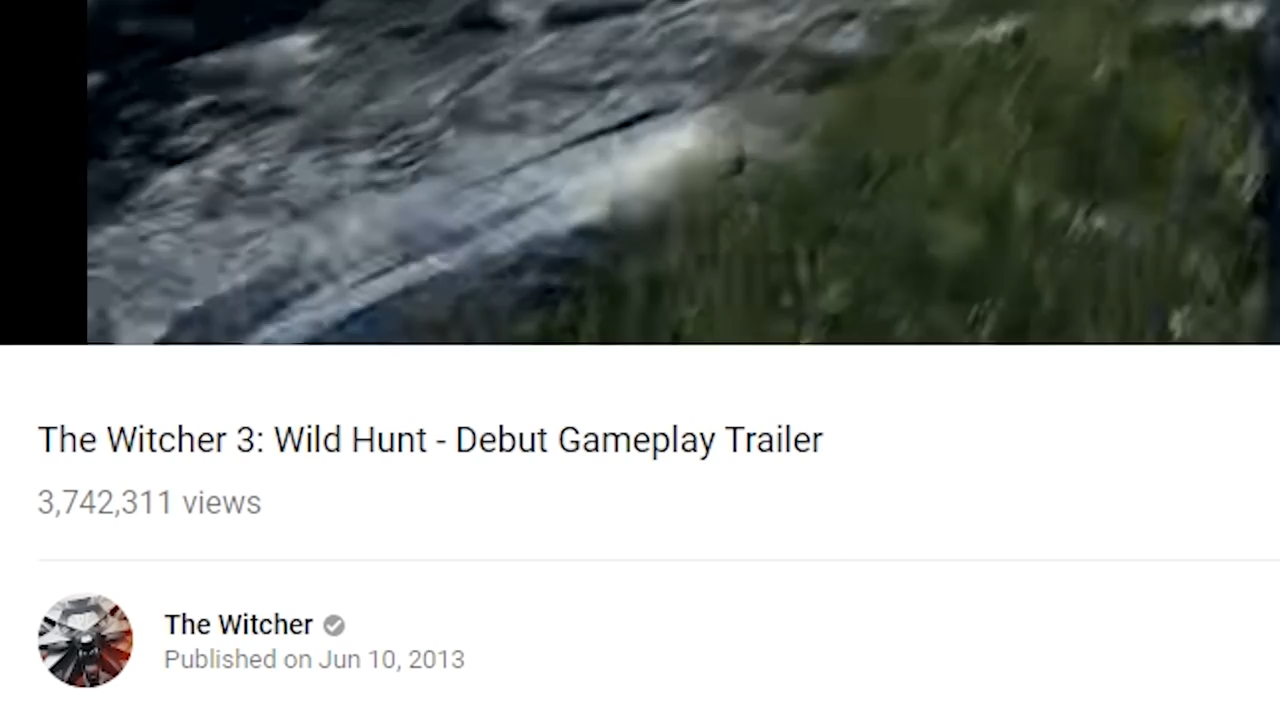 The Witcher 3: Wild Hunt - Debut Gameplay Trailer
3,742,311 views
The Witcher
Published on Jun 10, 2013